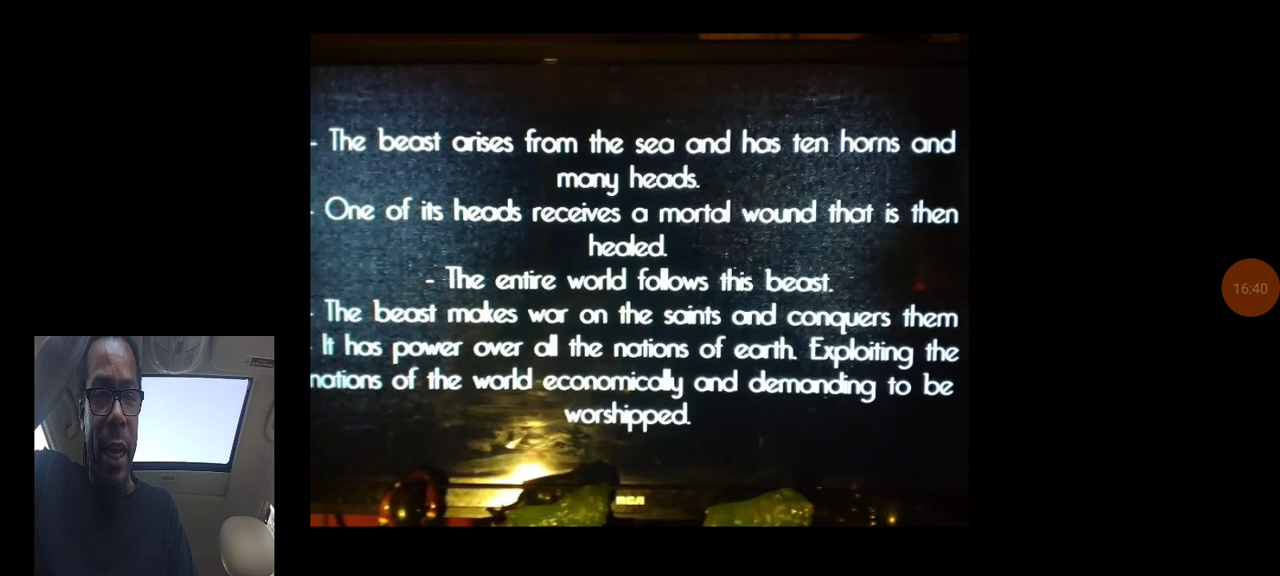 - The beast arises from the sea and has ten horns and
many heads.
- One of its heads receives a mortal wound that is then
healed.
- The entire world follows this beast.
- The beast makes war on the saints and conquers them
- It has power over all the nations of earth. Exploiting the
nations of the world economically and demanding to be
worshipped.
RCA
16:40